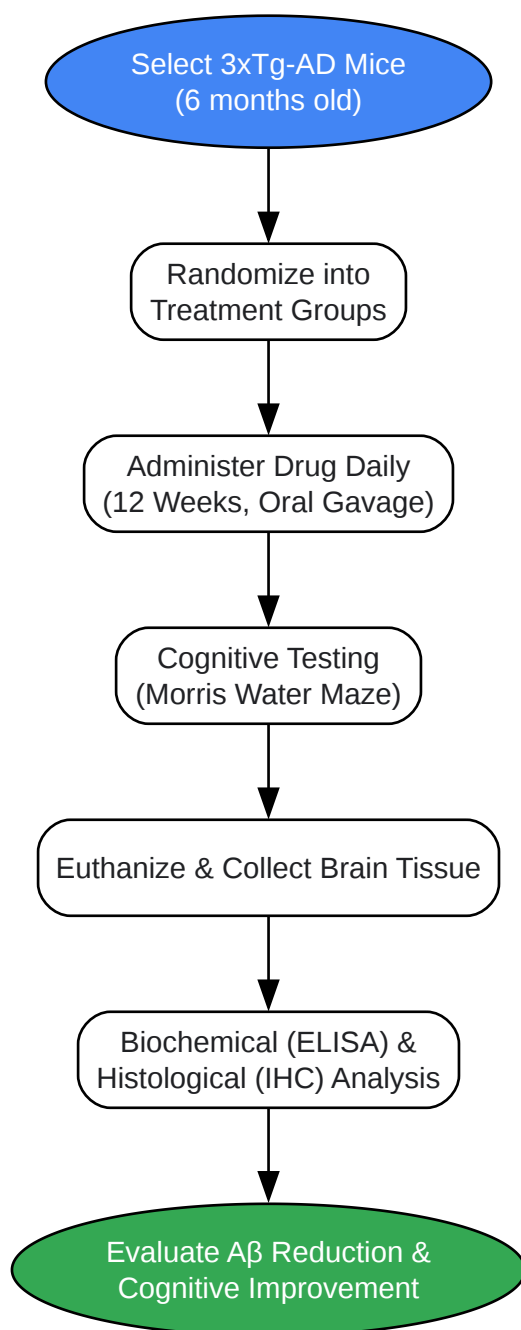 Select 3xTg-AD Mice
(6 months old)
Randomize into
Treatment Groups
Administer Drug Daily
(12 Weeks, Oral Gavage)
Cognitive Testing
(Morris Water Maze)
Euthanize & Collect Brain Tissue
Biochemical (ELISA) &
Histological (IHC) Analysis
Evaluate Aβ Reduction &
Cognitive Improvement